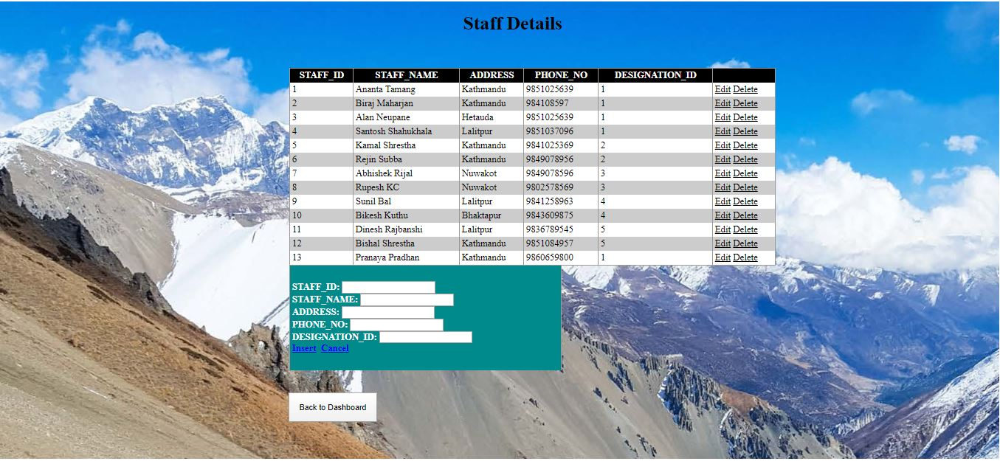 Staff Details
STAFF_ID STAFF_NAME ADDRESS PHONE_NO DESIGNATION_ID
1 Ananta Tamang Kathmandu 9851025639 1 Edit Delete
2 Biraj Maharjan Kathmandu 984108597 1 Edit Delete
3 Alan Neupane Hetauda 9851025639 1 Edit Delete
4 Santosh Shahukhala Lalitpur 9851037096 1 Edit Delete
5 Kamal Shrestha Kathmandu 9841025369 2 Edit Delete
6 Rejin Subba Kathmandu 9849078956 2 Edit Delete
7 Abhishek Rijal Nuwakot 9849078596 3 Edit Delete
8 Rupesh KC Nuwakot 9802578569 3 Edit Delete
9 Sunil Bal Lalitpur 9841258963 4 Edit Delete
10 Bikesh Kuthu Bhaktapur 9843609875 4 Edit Delete
11 Dinesh Rajbanshi Lalitpur 9836789545 5 Edit Delete
12 Bishal Shrestha Kathmandu 9851084957 5 Edit Delete
13 Pranaya Pradhan Kathmandu 9860659800 1 Edit Delete
STAFF_ID:
STAFF_NAME:
ADDRESS:
PHONE_NO:
DESIGNATION_ID:
Insert Cancel
Back to Dashboard